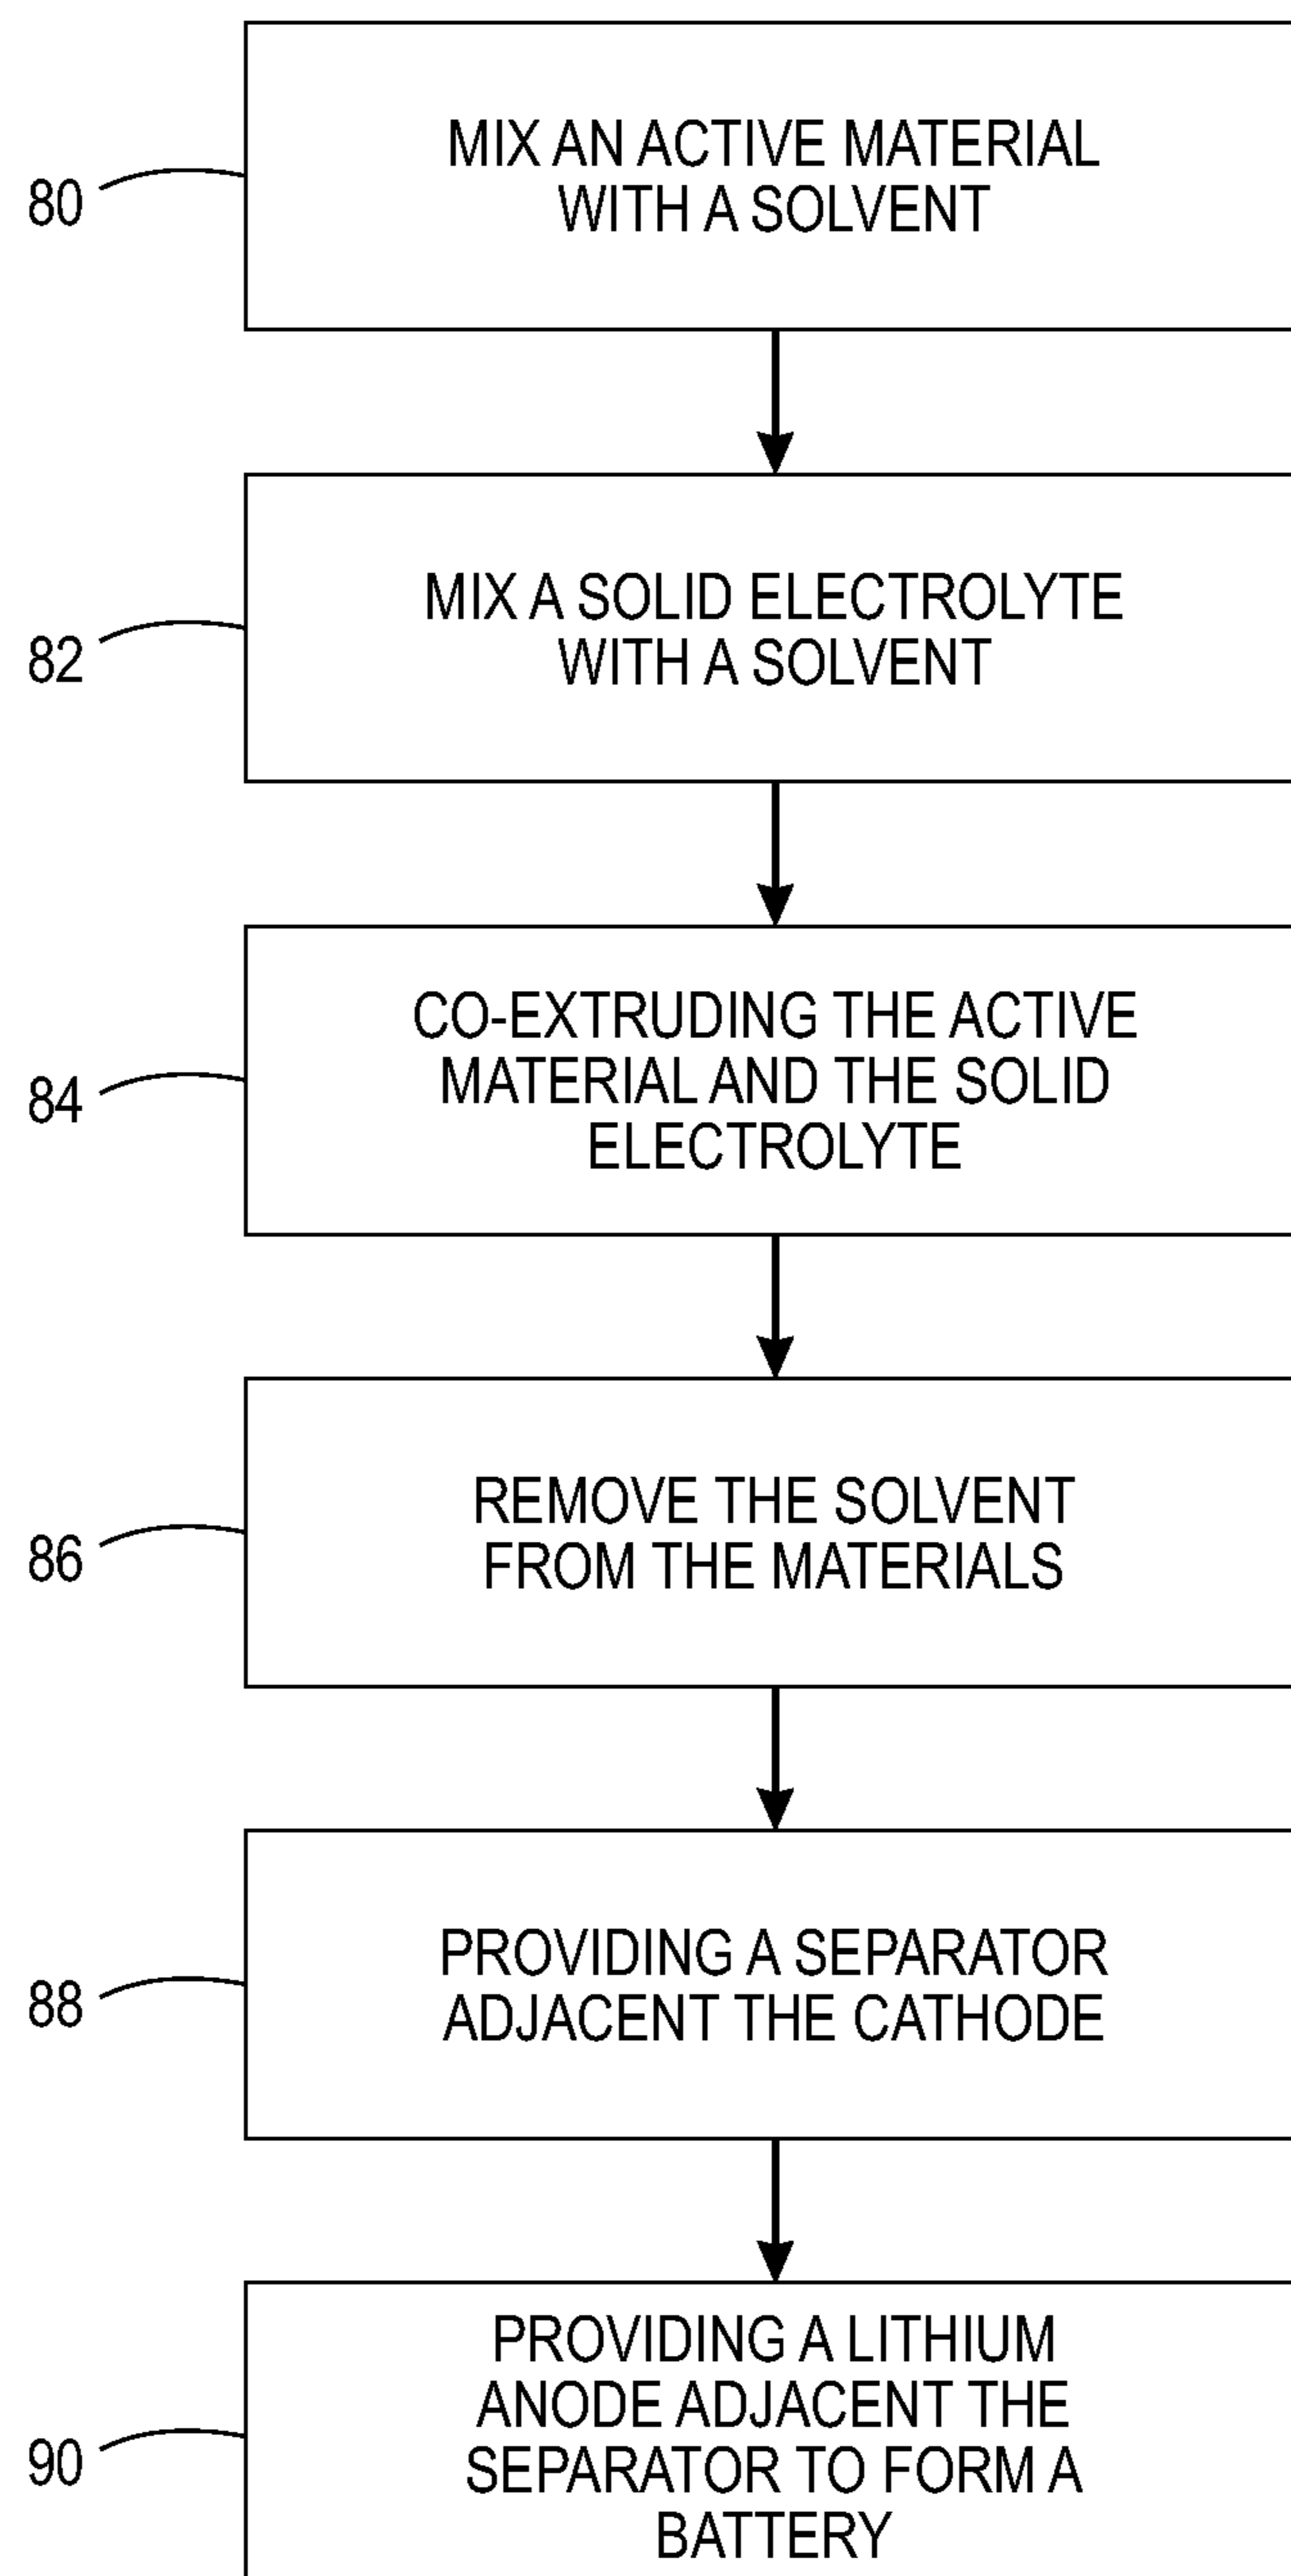 80
MIX AN ACTIVE MATERIAL
WITH A SOLVENT
82
MIX A SOLID ELECTROLYTE
WITH A SOLVENT
84
CO-EXTRUDING THE ACTIVE
MATERIAL AND THE SOLID
ELECTROLYTE
86
REMOVE THE SOLVENT
FROM THE MATERIALS
88
PROVIDING A SEPARATOR
ADJACENT THE CATHODE
90
PROVIDING A LITHIUM
ANODE ADJACENT THE
SEPARATOR TO FORM A
BATTERY